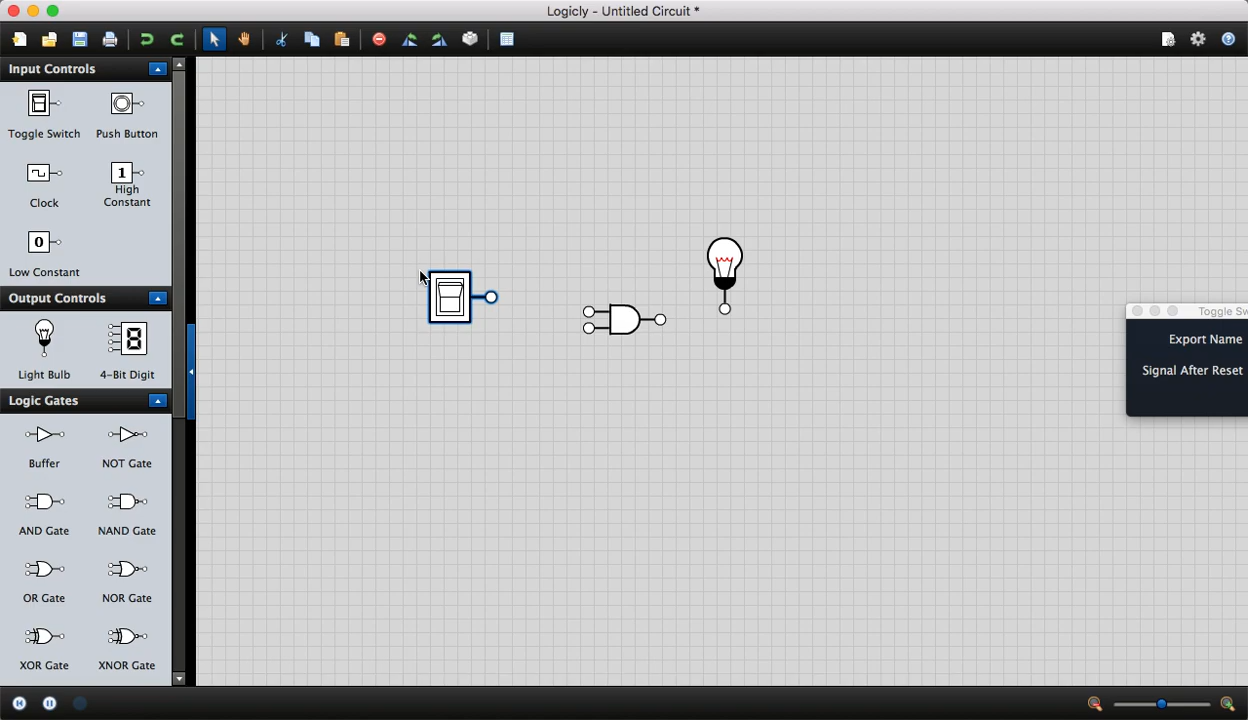 Logicly - Untitled Circuit *
Input Controls
Toggle Switch
Push Button
1
Clock
High
Constant
0
Low Constant
Output Controls
8
Light Bulb
4-Bit Digit
Logic Gates
Buffer
NOT Gate
AND Gate
NAND Gate
OR Gate
NOR Gate
XOR Gate
XNOR Gate
Toggle Sw
Export Name
Signal After Reset